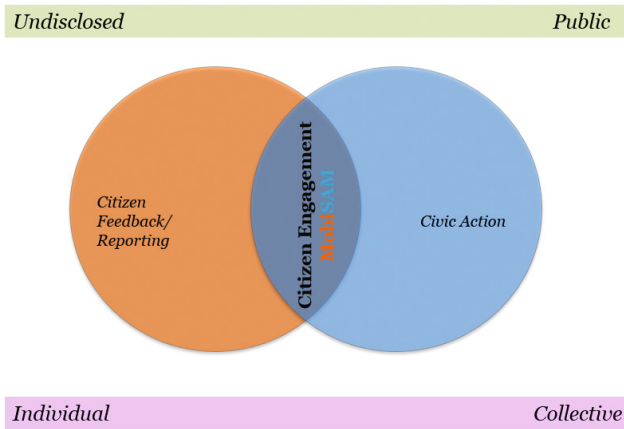 Undisclosed Public
Citizen
Feedback/
Reporting
Citizen Engagement
MobiSAM
Civic Action
Individual Collective